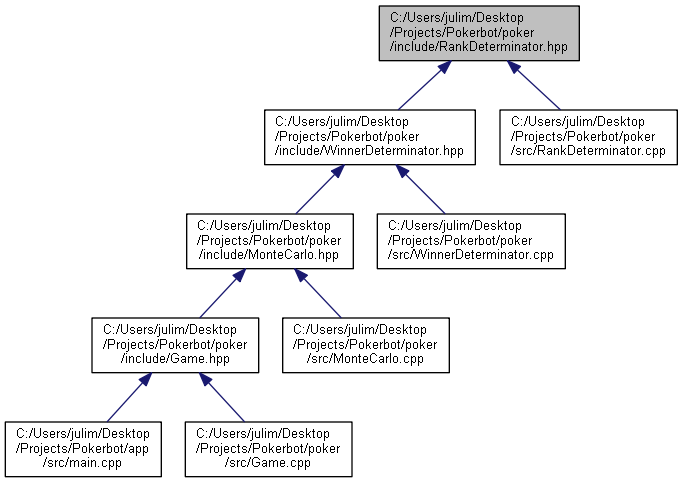 C:/Users/julim/Desktop
/Projects/Pokerbot/poker
/include/RankDeterminator.hpp
C:/Users/julim/Desktop
/Projects/Pokerbot/poker
/include/WinnerDeterminator.hpp
C:/Users/julim/Desktop
/Projects/Pokerbot/poker
/src/RankDeterminator.cpp
C:/Users/julim/Desktop
/Projects/Pokerbot/poker
/include/MonteCarlo.hpp
C:/Users/julim/Desktop
/Projects/Pokerbot/poker
/src/WinnerDeterminator.cpp
C:/Users/julim/Desktop
/Projects/Pokerbot/poker
/include/Game.hpp
C:/Users/julim/Desktop
/Projects/Pokerbot/poker
/src/MonteCarlo.cpp
C:/Users/julim/Desktop
/Projects/Pokerbot/app
/src/main.cpp
C:/Users/julim/Desktop
/Projects/Pokerbot/poker
/src/Game.cpp